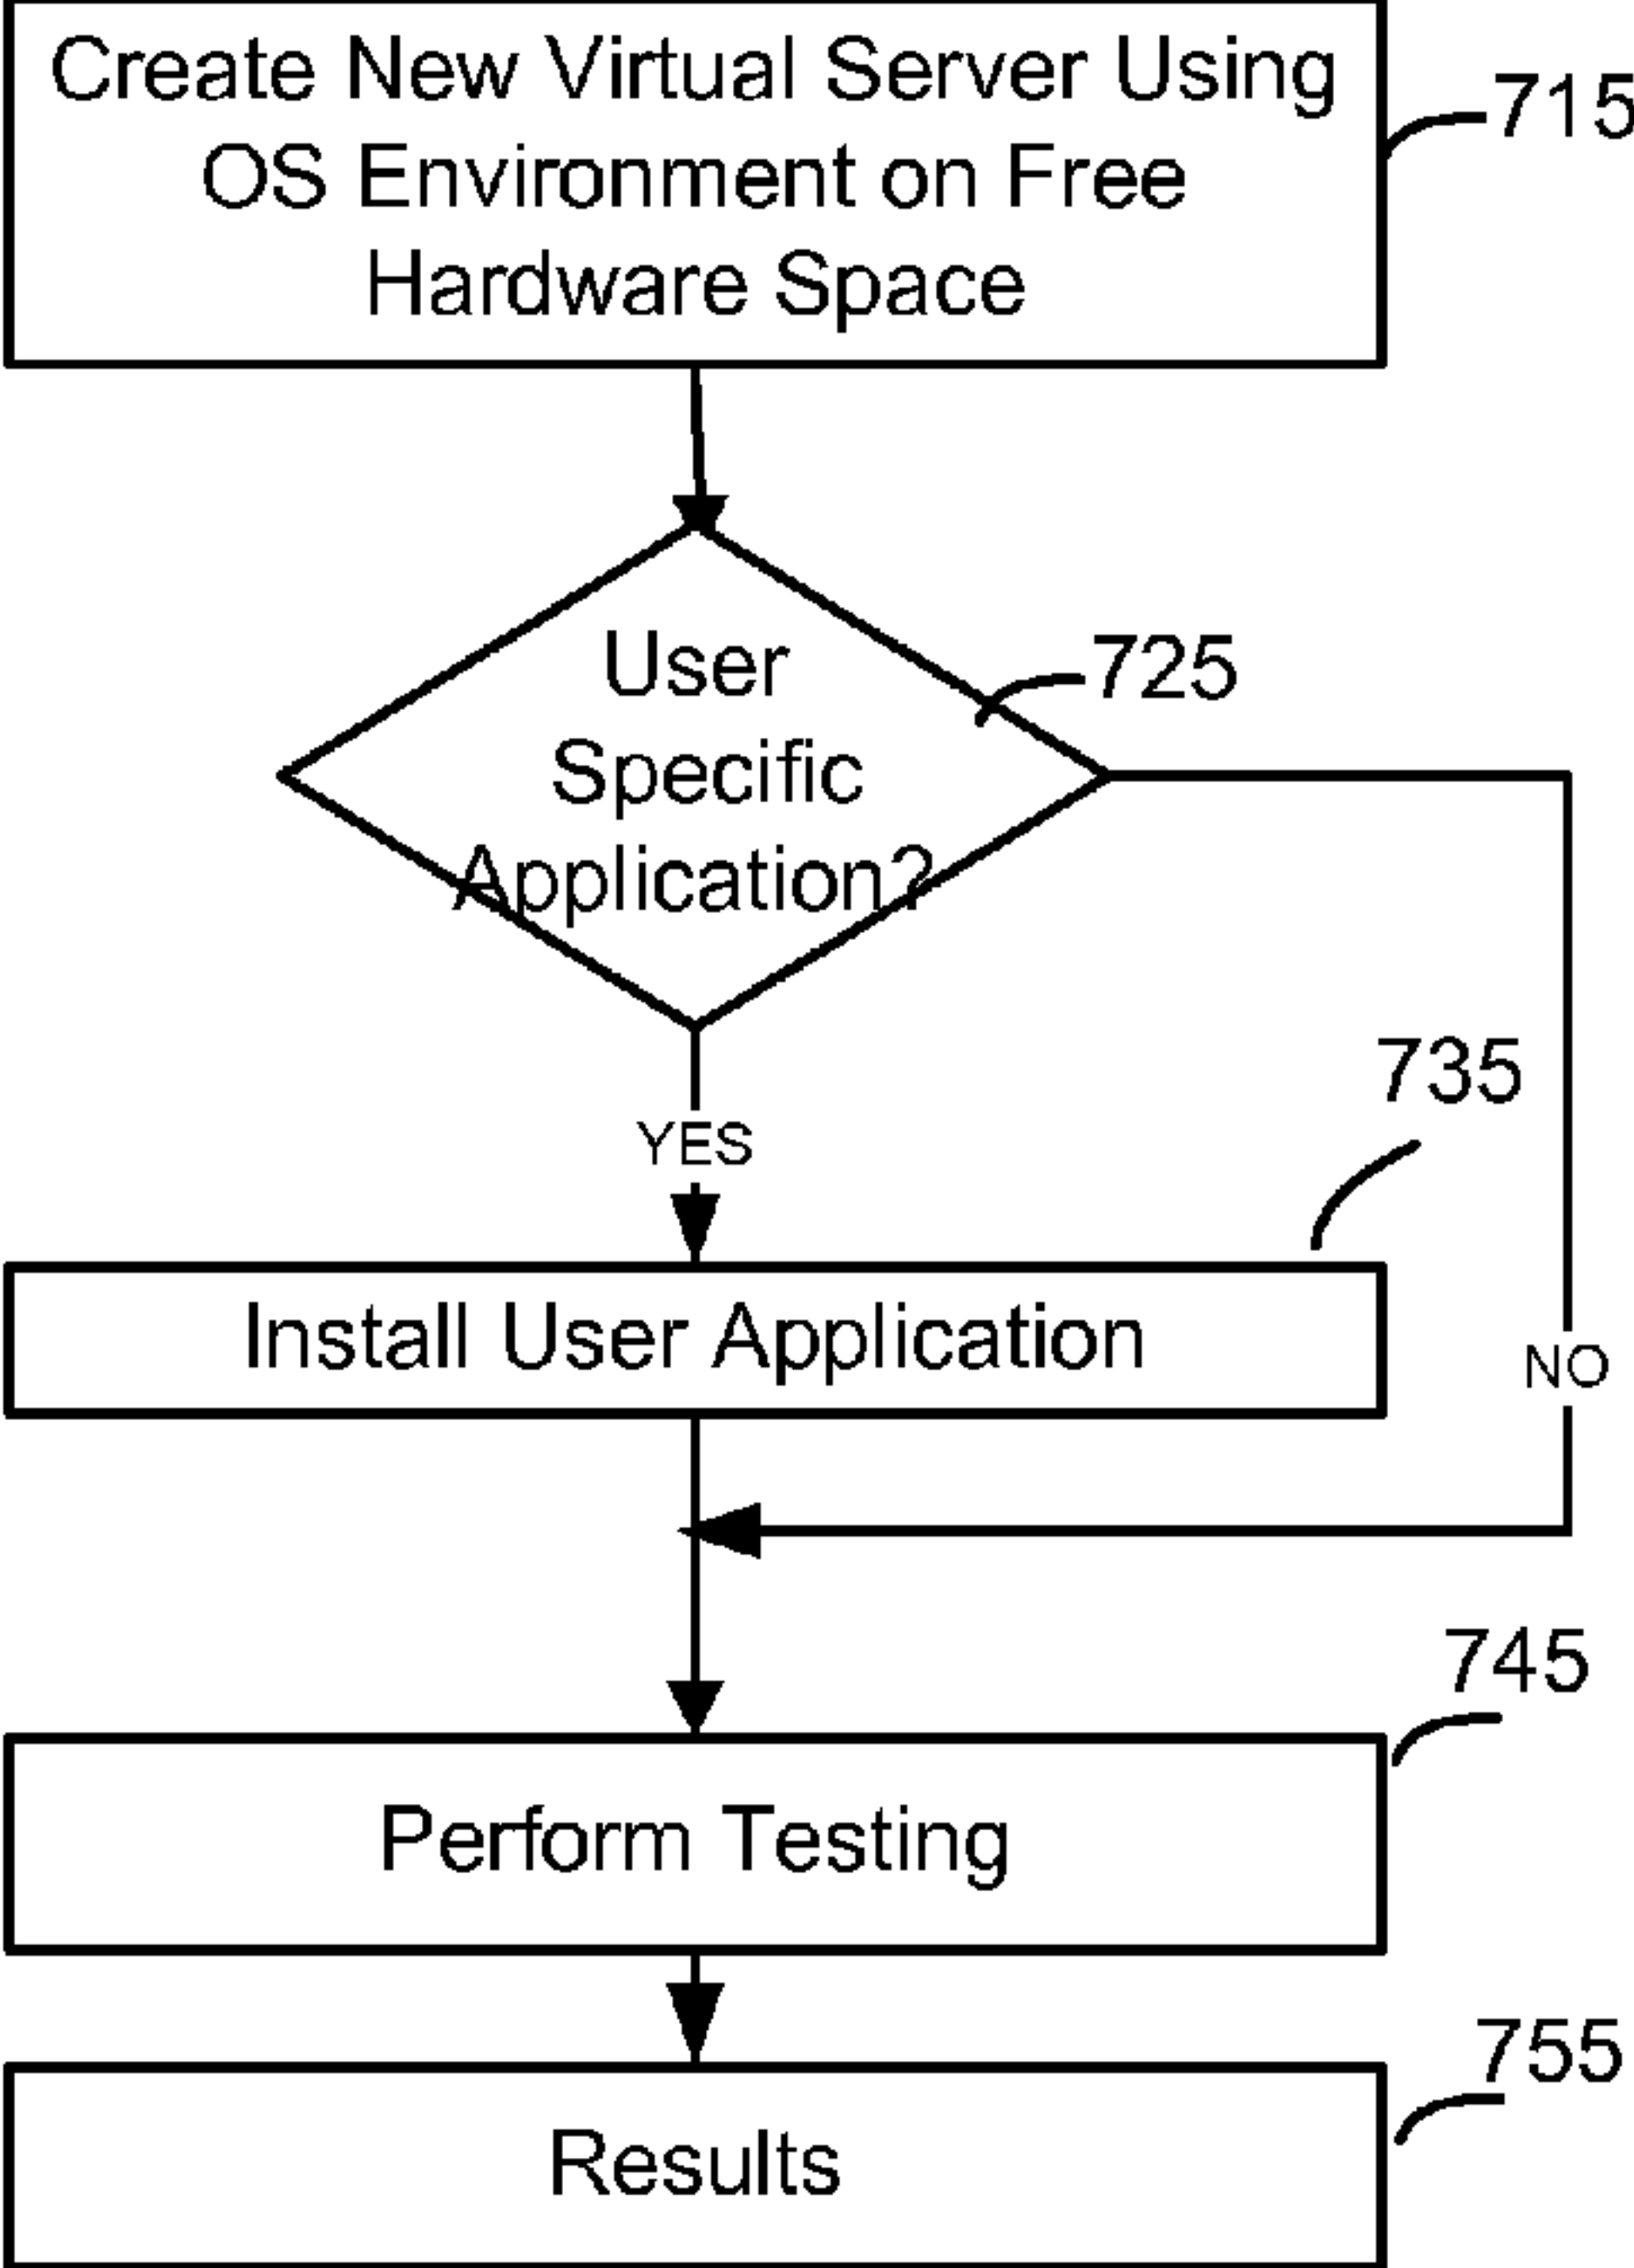 Create New Virtual Server Using
OS Environment on Free
Hardware Space
715
User
Specific
Application?
725
YES
735
Install User Application
NO
745
Perform Testing
755
Results